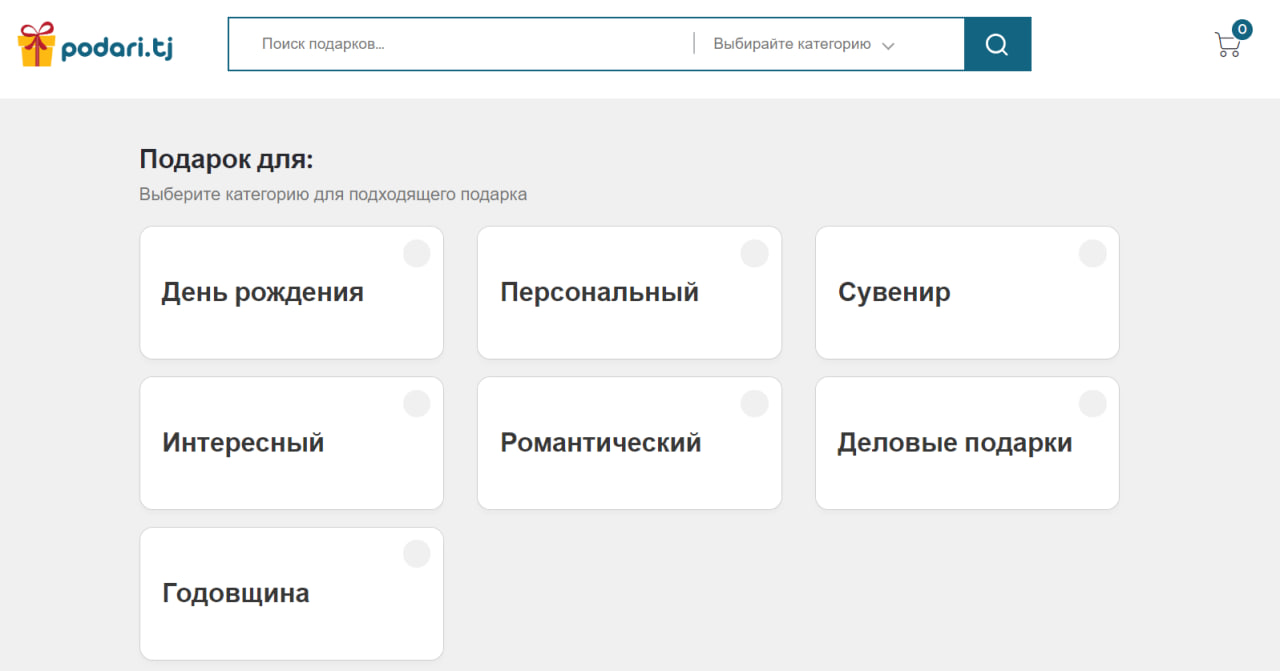 podari.tj
Поиск подарков...
Выбирайте категорию
0
Подарок для:
Выберите категорию для подходящего подарка
День рождения
Персональный
Сувенир
Интересный
Романтический
Деловые подарки
Годовщина